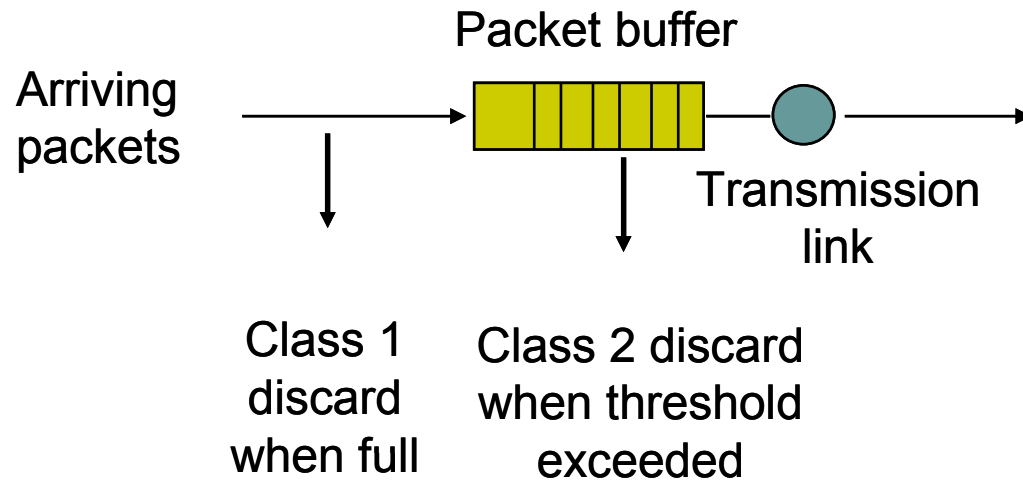 Packet buffer
Arriving
packets
Transmission
link
Class 1
discard
when full
Class 2 discard
when threshold
exceeded